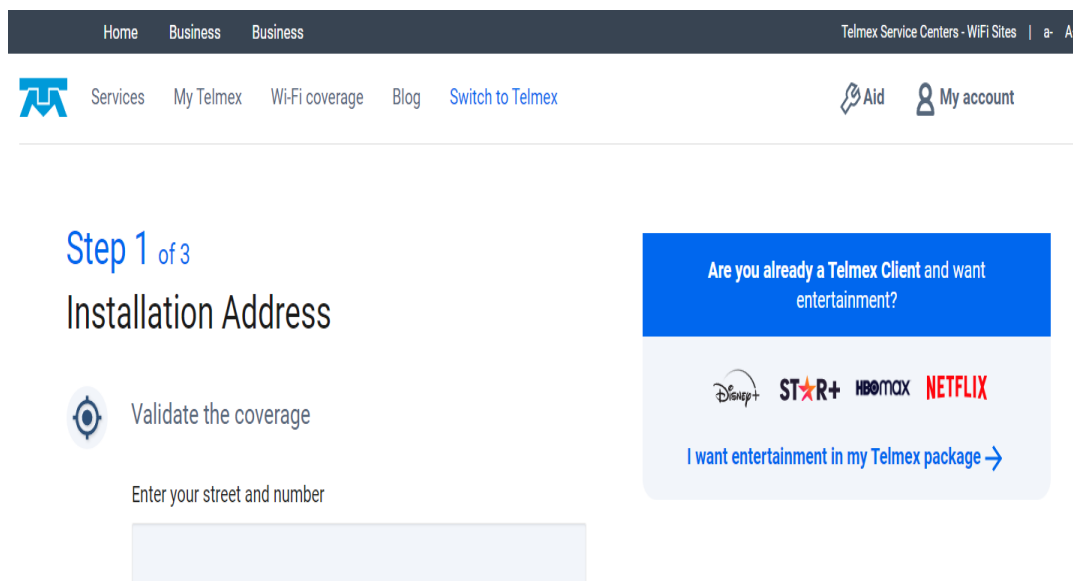 Home Business Business
Telmex Service Centers - WiFi Sites | a- A
Services My Telmex Wi-Fi coverage Blog Switch to Telmex
Aid My account
Step 1 of 3
Installation Address
Validate the coverage
Enter your street and number
Are you already a Telmex Client and want
entertainment?
Disney+ ST★R+ HBOmax NETFLIX
I want entertainment in my Telmex package →